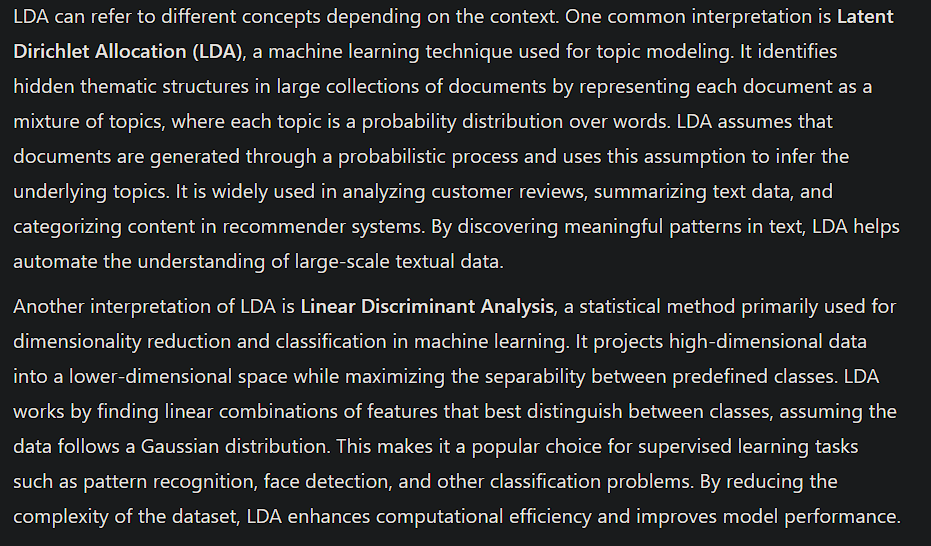 LDA can refer to different concepts depending on the context. One common interpretation is Latent
Dirichlet Allocation (LDA), a machine learning technique used for topic modeling. It identifies
hidden thematic structures in large collections of documents by representing each document as a
mixture of topics, where each topic is a probability distribution over words. LDA assumes that
documents are generated through a probabilistic process and uses this assumption to infer the
underlying topics. It is widely used in analyzing customer reviews, summarizing text data, and
categorizing content in recommender systems. By discovering meaningful patterns in text, LDA helps
automate the understanding of large-scale textual data.
Another interpretation of LDA is Linear Discriminant Analysis, a statistical method primarily used for
dimensionality reduction and classification in machine learning. It projects high-dimensional data
into a lower-dimensional space while maximizing the separability between predefined classes. LDA
works by finding linear combinations of features that best distinguish between classes, assuming the
data follows a Gaussian distribution. This makes it a popular choice for supervised learning tasks
such as pattern recognition, face detection, and other classification problems. By reducing the
complexity of the dataset, LDA enhances computational efficiency and improves model performance.